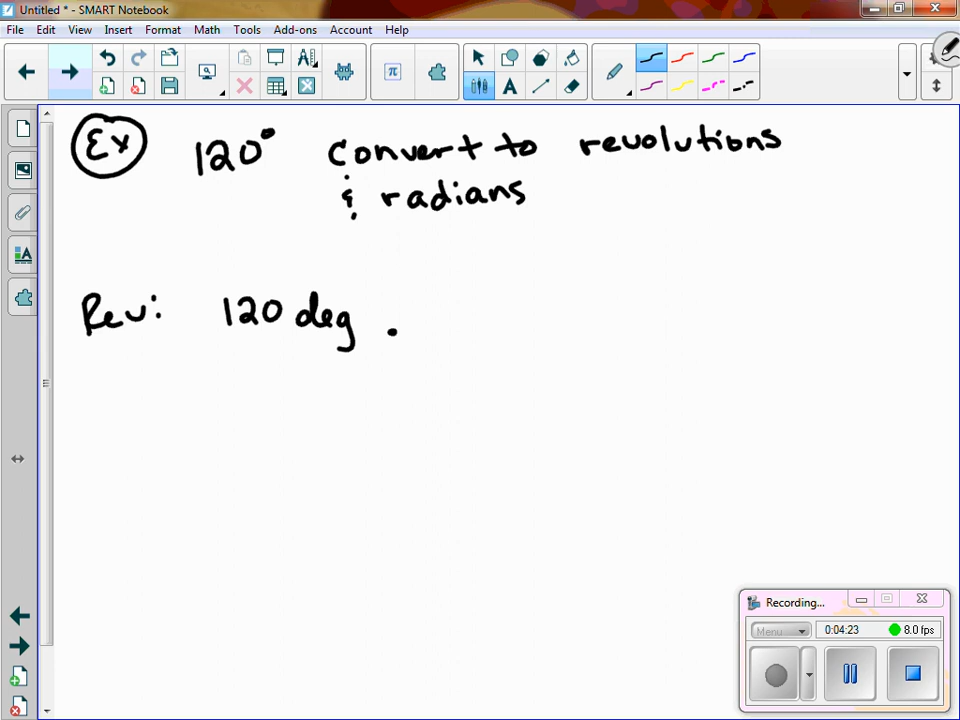 Untitled * - SMART Notebook
File Edit View Insert Format Math Tools Add-ons Account Help
Ex 120° convert to revolutions
& radians
Rev: 120 deg .
Recording...
Menu 0:04:23 8.0 fps